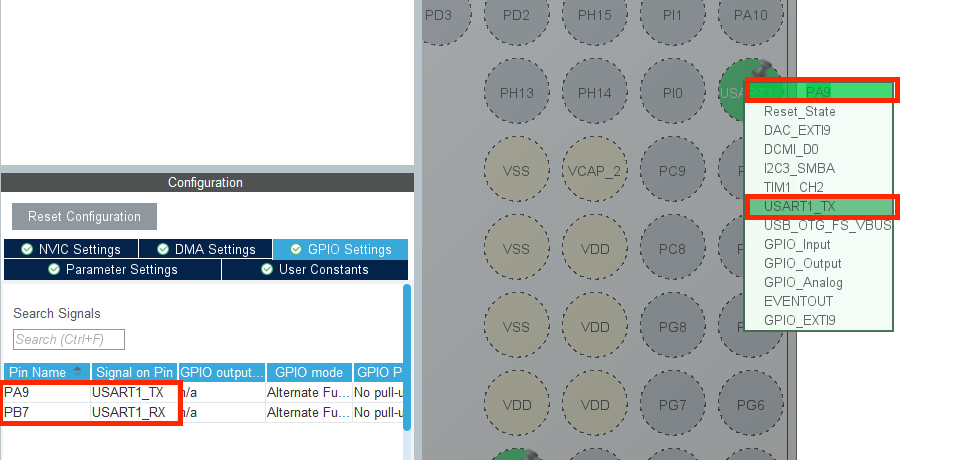 PD3 PD2 PH15 PI1 PA10
PH13 PH14 PI0 USART1
PA9
Reset_State
DAC_EXTI9
DCMI_D0
I2C3_SMBA
TIM1_CH2
USART1_TX
USB_OTG_FS_VBUS
GPIO_Input
GPIO_Output
GPIO_Analog
EVENTOUT
GPIO_EXTI9
VSS VCAP_2 PC9
VSS VDD PC8
VSS VDD PG8
VDD VDD PG7 PG6
Configuration
Reset Configuration
NVIC Settings DMA Settings GPIO Settings
Parameter Settings User Constants
Search Signals
Search (Ctrl+F)
Pin Name Signal on Pin GPIO output... GPIO mode GPIO P
PA9 USART1_TX n/a Alternate Fu... No pull-u
PB7 USART1_RX n/a Alternate Fu... No pull-u